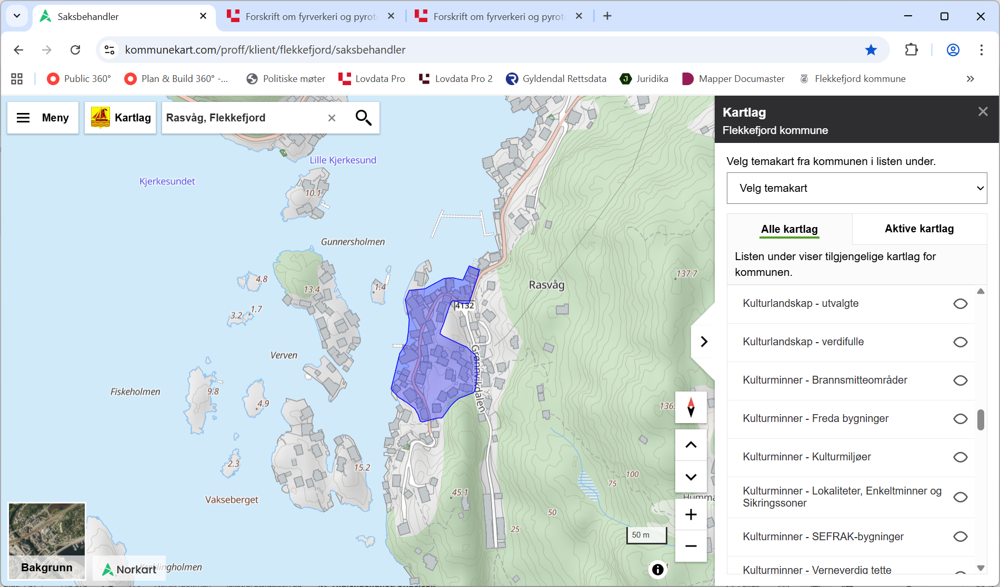 Saksbehandler
Forskrift om fyrverkeri og pyrot
Forskrift om fyrverkeri og pyrot
kommunekart.com/proff/klient/flekkefjord/saksbehandler
Public 360°
Plan & Build 360° -...
Politiske møter
Lovdata Pro
Lovdata Pro 2
Gyldendal Rettsdata
Juridika
Mapper Documaster
Flekkefjord kommune
Meny
Kartlag
Rasvåg, Flekkefjord
Kartlag
Flekkefjord kommune
Velg temakart fra kommunen i listen under.
Velg temakart
Alle kartlag
Aktive kartlag
Listen under viser tilgjengelige kartlag for
kommunen.
Kulturlandskap - utvalgte
Kulturlandskap - verdifulle
Kulturminner - Brannsmitteområder
Kulturminner - Freda bygninger
Kulturminner - Kulturmiljøer
Kulturminner - Lokaliteter, Enkeltminner og
Sikringssoner
Kulturminner - SEFRAK-bygninger
Kulturminner - Verneverdig tette
Lille Kjerkesund
Kjerkesundet
10.1
Gunnersholmen
4.8
13.4
1.4
137.7
Rasvåg
4132
1.7
3.2
Verven
Grønnvikdalen
Fiskeholmen
9.8
4.9
136.
2.3
15.2
100
75
Vakseberget
45.1
Humma
50
25
50 m
Bakgrunn
Norkart
lingholmen